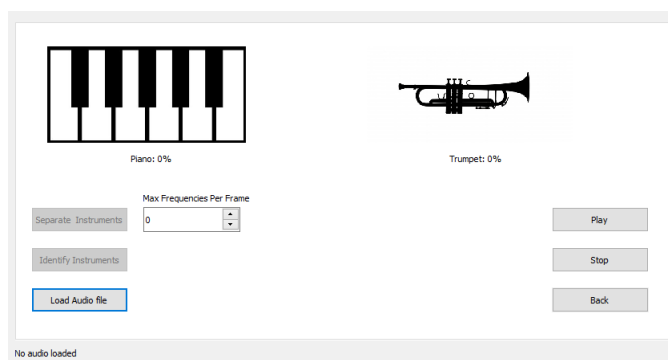 Piano: 0%
Trumpet: 0%
Max Frequencies Per Frame
Separate Instruments
0
Play
Identify Instruments
Stop
Load Audio file
Back
No audio loaded